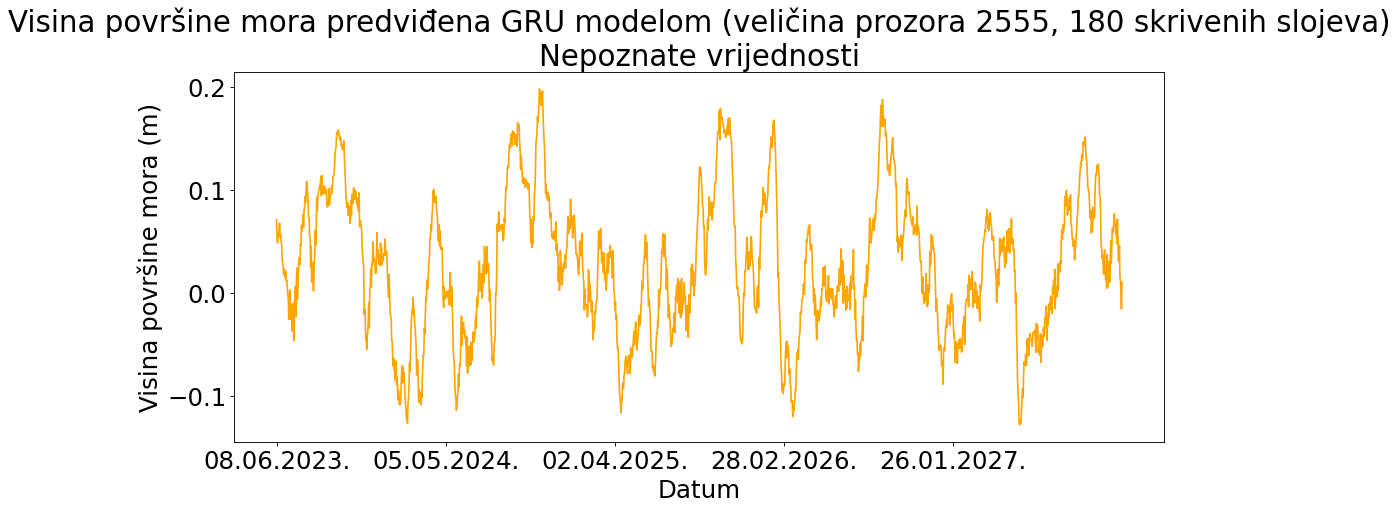 Visina površine mora predviđena GRU modelom (veličina prozora 2555, 180 skrivenih slojeva)
Nepoznate vrijednosti
Visina površine mora (m)
0.2
0.1
0.0
−0.1
08.06.2023. 05.05.2024. 02.04.2025. 28.02.2026. 26.01.2027.
Datum